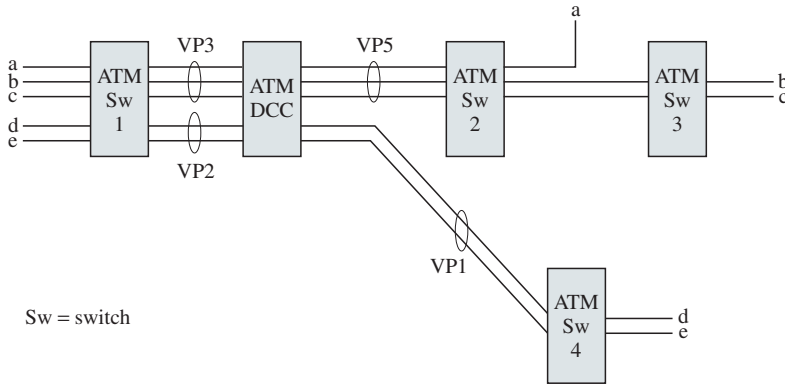 a
VP3
VP5
a
b
c
d
e
ATM
Sw
1
ATM
DCC
ATM
Sw
2
ATM
Sw
3
b
c
VP2
VP1
Sw = switch
ATM
Sw
4
d
e